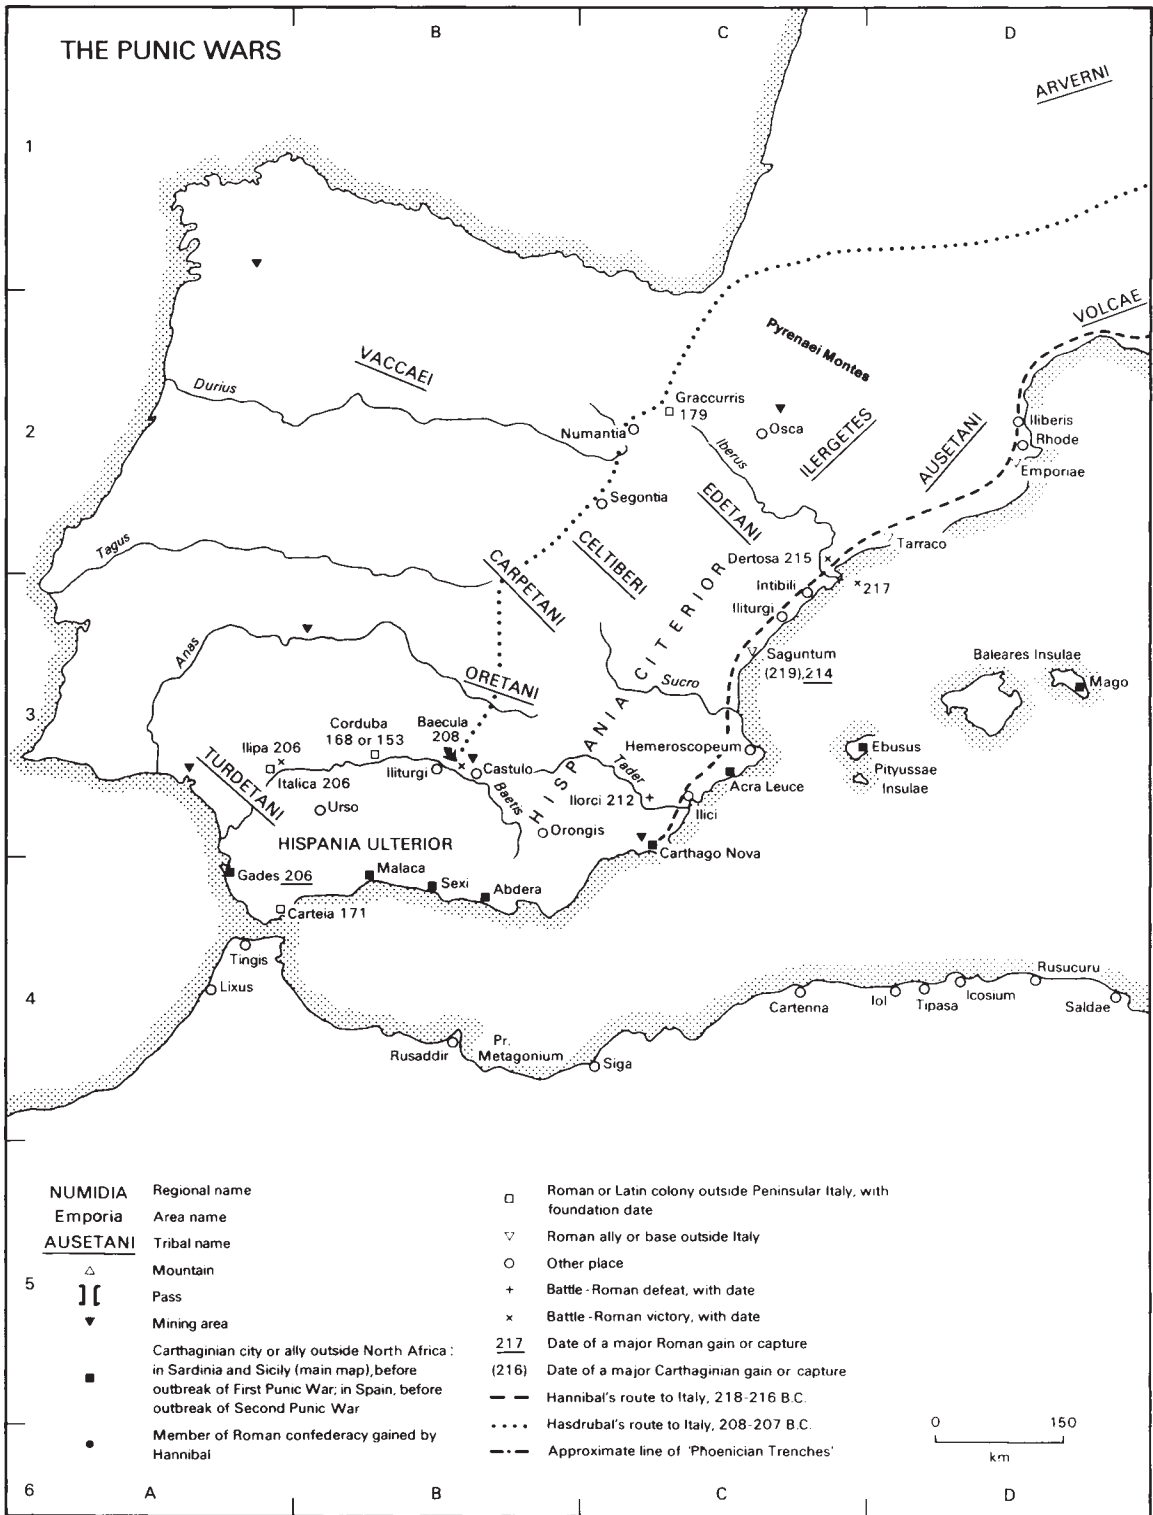 B
C
D
THE PUNIC WARS
ARVERNI
1
VOLCAE
Pyrenaei Montes
VACCAEI
Durius
Graccurris
179
2
Numantia
Osca
Iliberis
Rhode
Emporiae
ILERGETES
AUSETANI
Iberus
EDETANI
Segontia
Tagus
CELTIBERI
CARPETANI
Dertosa 215
Tarraco
Intibili
217
Iliturgi
HISPANIA CITERIOR
Anas
ORETANI
Sucro
Saguntum
(219),214
Baleares Insulae
Mago
3
Corduba
168 or 153
Baecula
208
Hemeroscopeum
Ebusus
Pityussae
Insulae
Ilipa 206
Italica 206
TURDETANI
Iliturgi
Castulo
Tader
Acra Leuce
Urso
Baetis
Ilorci 212
Ilici
Orongis
HISPANIA ULTERIOR
Carthago Nova
Gades 206
Malaca
Sexi
Abdera
Carteia 171
Tingis
Lixus
4
Rusucuru
Cartenna
Iol
Tipasa
Icosium
Saldae
Rusaddir
Pr.
Metagonium
Siga
NUMIDIA Regional name
Emporia Area name
AUSETANI Tribal name
Mountain
Pass
Mining area
Carthaginian city or ally outside North Africa:
in Sardinia and Sicily (main map), before
outbreak of First Punic War; in Spain, before
outbreak of Second Punic War
Member of Roman confederacy gained by
Hannibal
Roman or Latin colony outside Peninsular Italy, with
foundation date
Roman ally or base outside Italy
Other place
Battle - Roman defeat, with date
Battle - Roman victory, with date
217 Date of a major Roman gain or capture
(216) Date of a major Carthaginian gain or capture
Hannibal's route to Italy, 218-216 B.C.
Hasdrubal's route to Italy, 208-207 B.C.
Approximate line of 'Phoenician Trenches'
5
0 150
km
6
A
B
C
D